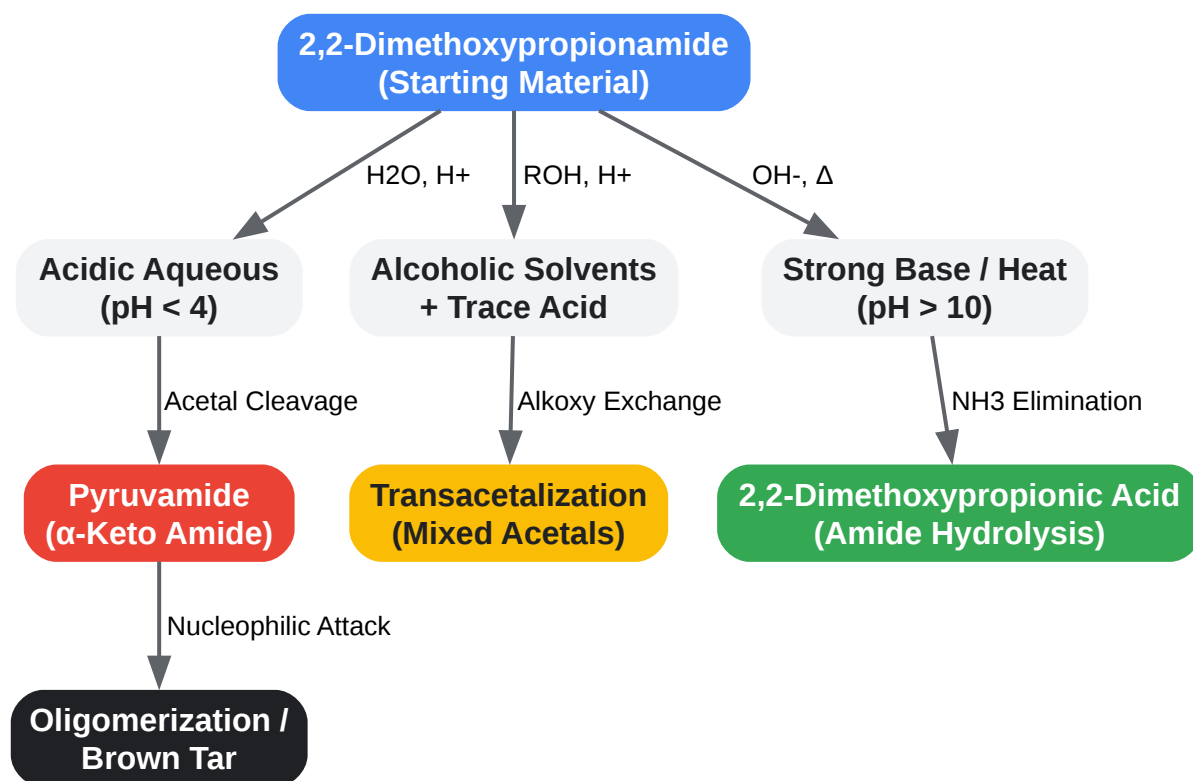 2,2-Dimethoxypropionamide
(Starting Material)
H2O, H+
ROH, H+
OH-, Δ
Acidic Aqueous
(pH < 4)
Alcoholic Solvents
+ Trace Acid
Strong Base / Heat
(pH > 10)
Acetal Cleavage
Alkoxy Exchange
NH3 Elimination
Pyruvamide
(α-Keto Amide)
Transacetalization
(Mixed Acetals)
2,2-Dimethoxypropionic Acid
(Amide Hydrolysis)
Nucleophilic Attack
Oligomerization /
Brown Tar